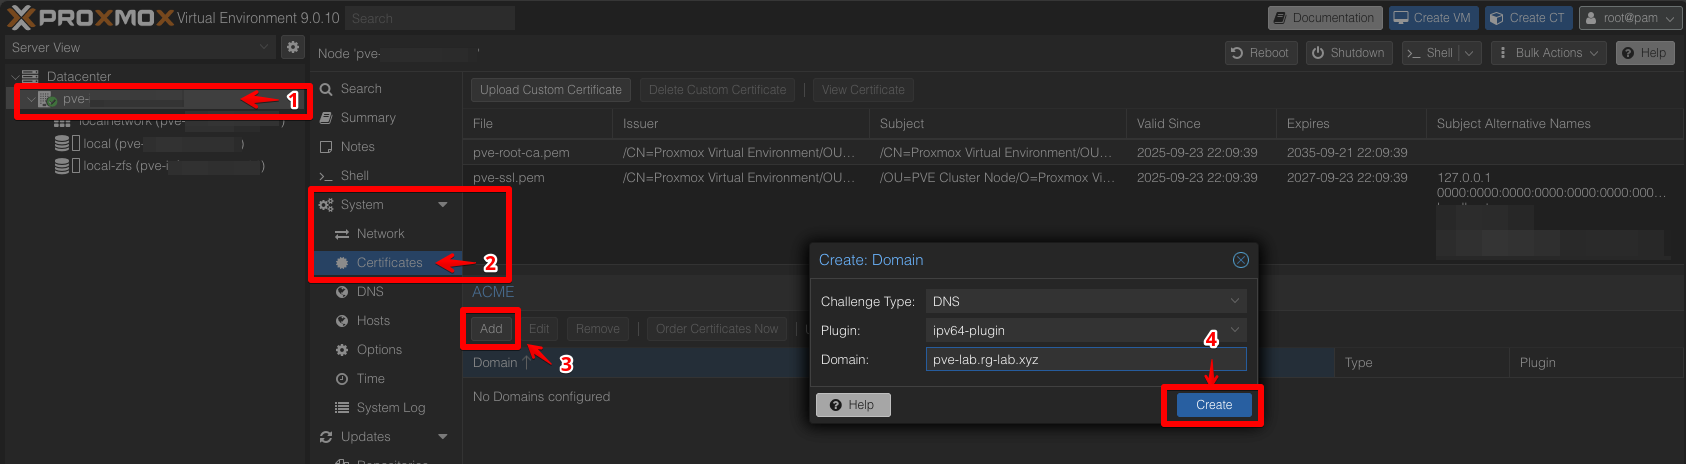 PROXMOX Virtual Environment 9.0.10 Search Documentation Create VM Create CT root@pam
Server View
Node 'pve- ' Reboot Shutdown Shell Bulk Actions Help
Datacenter
pve- 1
localnetwork (pve- )
local (pve- )
local-zfs (pve- )
Search
Summary
Notes
Shell
System
Network
Certificates 2
DNS
Hosts
Options
Time
System Log
Updates
Repositories
Upload Custom Certificate Delete Custom Certificate View Certificate
File Issuer Subject Valid Since Expires Subject Alternative Names
pve-root-ca.pem /CN=Proxmox Virtual Environment/OU... /CN=Proxmox Virtual Environment/OU... 2025-09-23 22:09:39 2035-09-21 22:09:39
pve-ssl.pem /CN=Proxmox Virtual Environment/OU... /OU=PVE Cluster Node/O=Proxmox Vi... 2025-09-23 22:09:39 2027-09-23 22:09:39 127.0.0.1
0000:0000:0000:0000:0000:0000:000...
ACME
Add Edit Remove Order Certificates Now
3
Domain Type Plugin
No Domains configured
Create: Domain
Challenge Type: DNS
Plugin: ipv64-plugin
4
Domain: pve-lab.rg-lab.xyz
Help Create